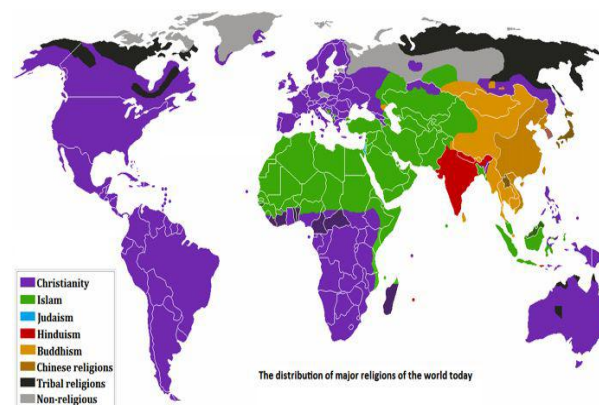 Christianity
Islam
Judaism
Hinduism
Buddhism
Chinese religions
Tribal religions
Non-religious
The distribution of major religions of the world today